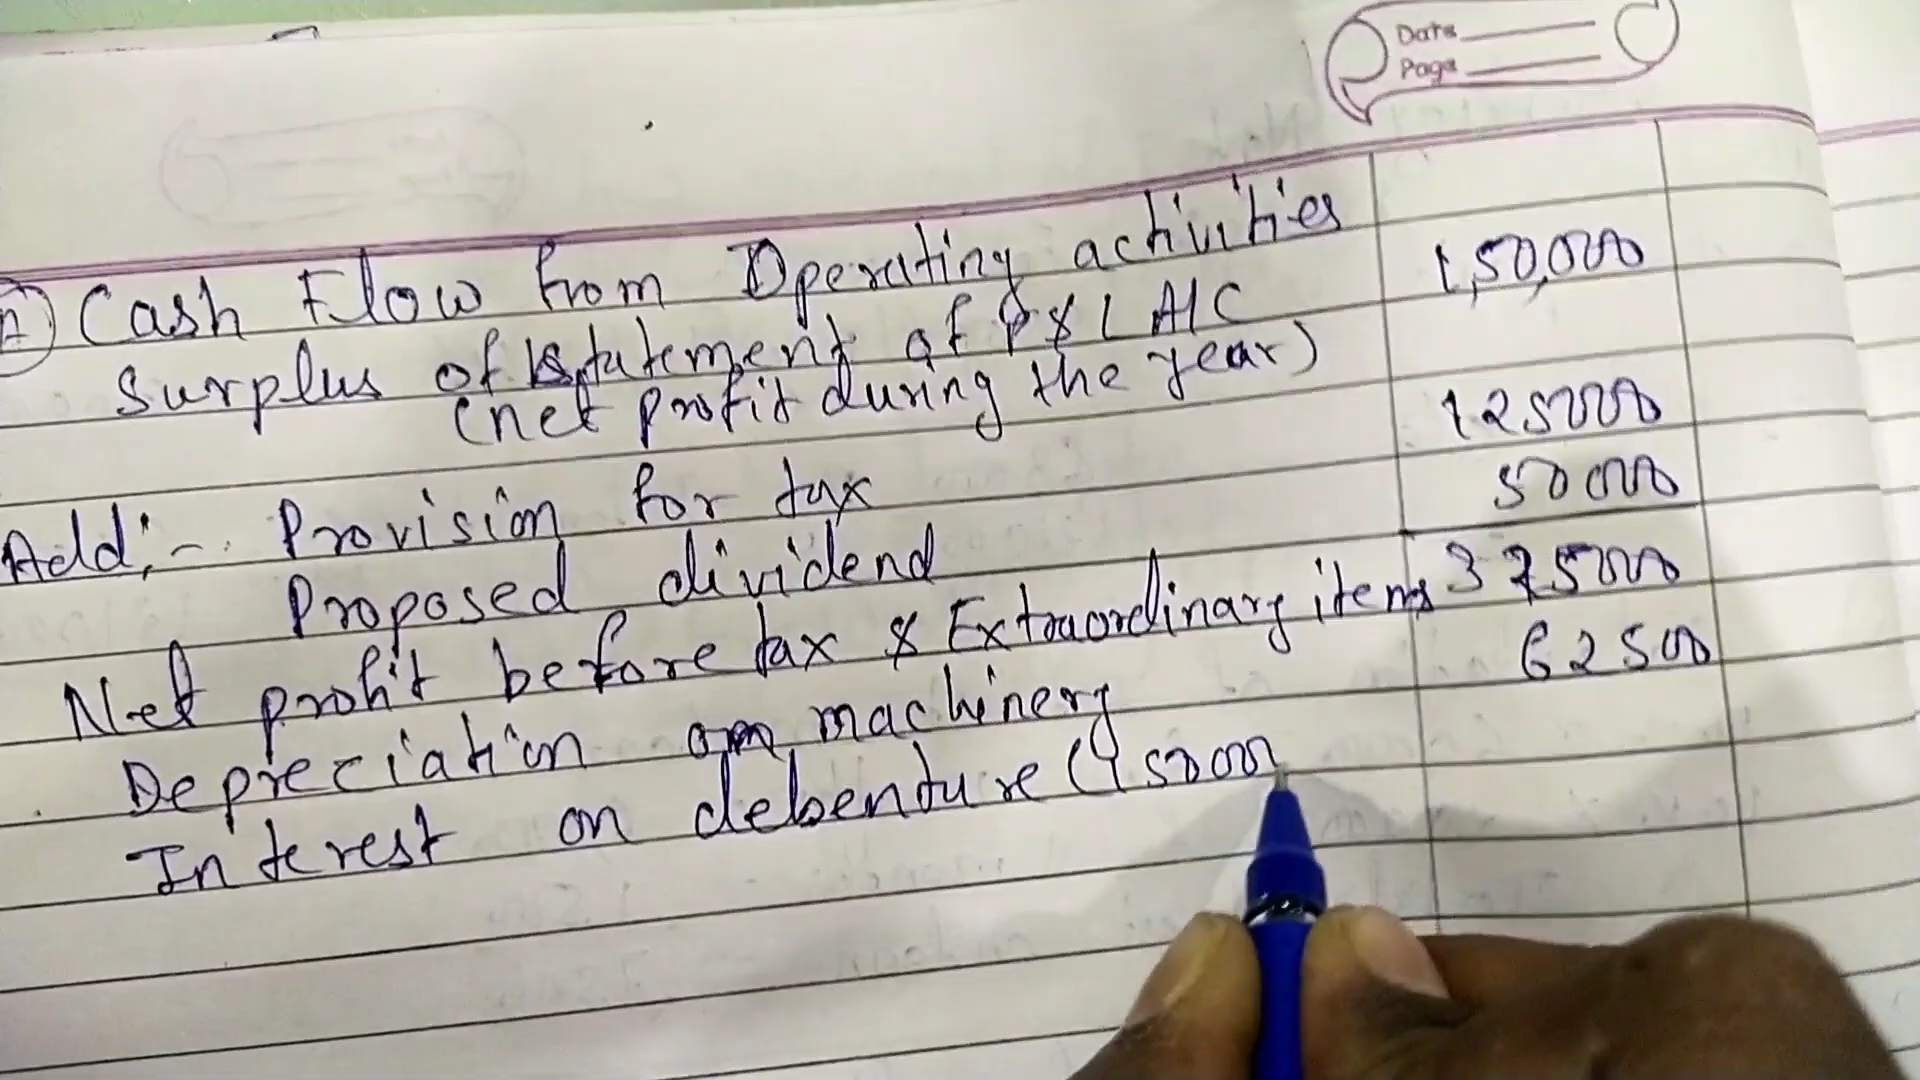 Date
Page
A) Cash Flow from Operating activities
Surplus of statement of P & L A/C 1,50,000
(net profit during the year)
Add:- Provision for tax 125000
Proposed dividend 50000
Net profit before tax & Extraordinary items 325000
Depreciation on machinery 62500
Interest on debenture (150000